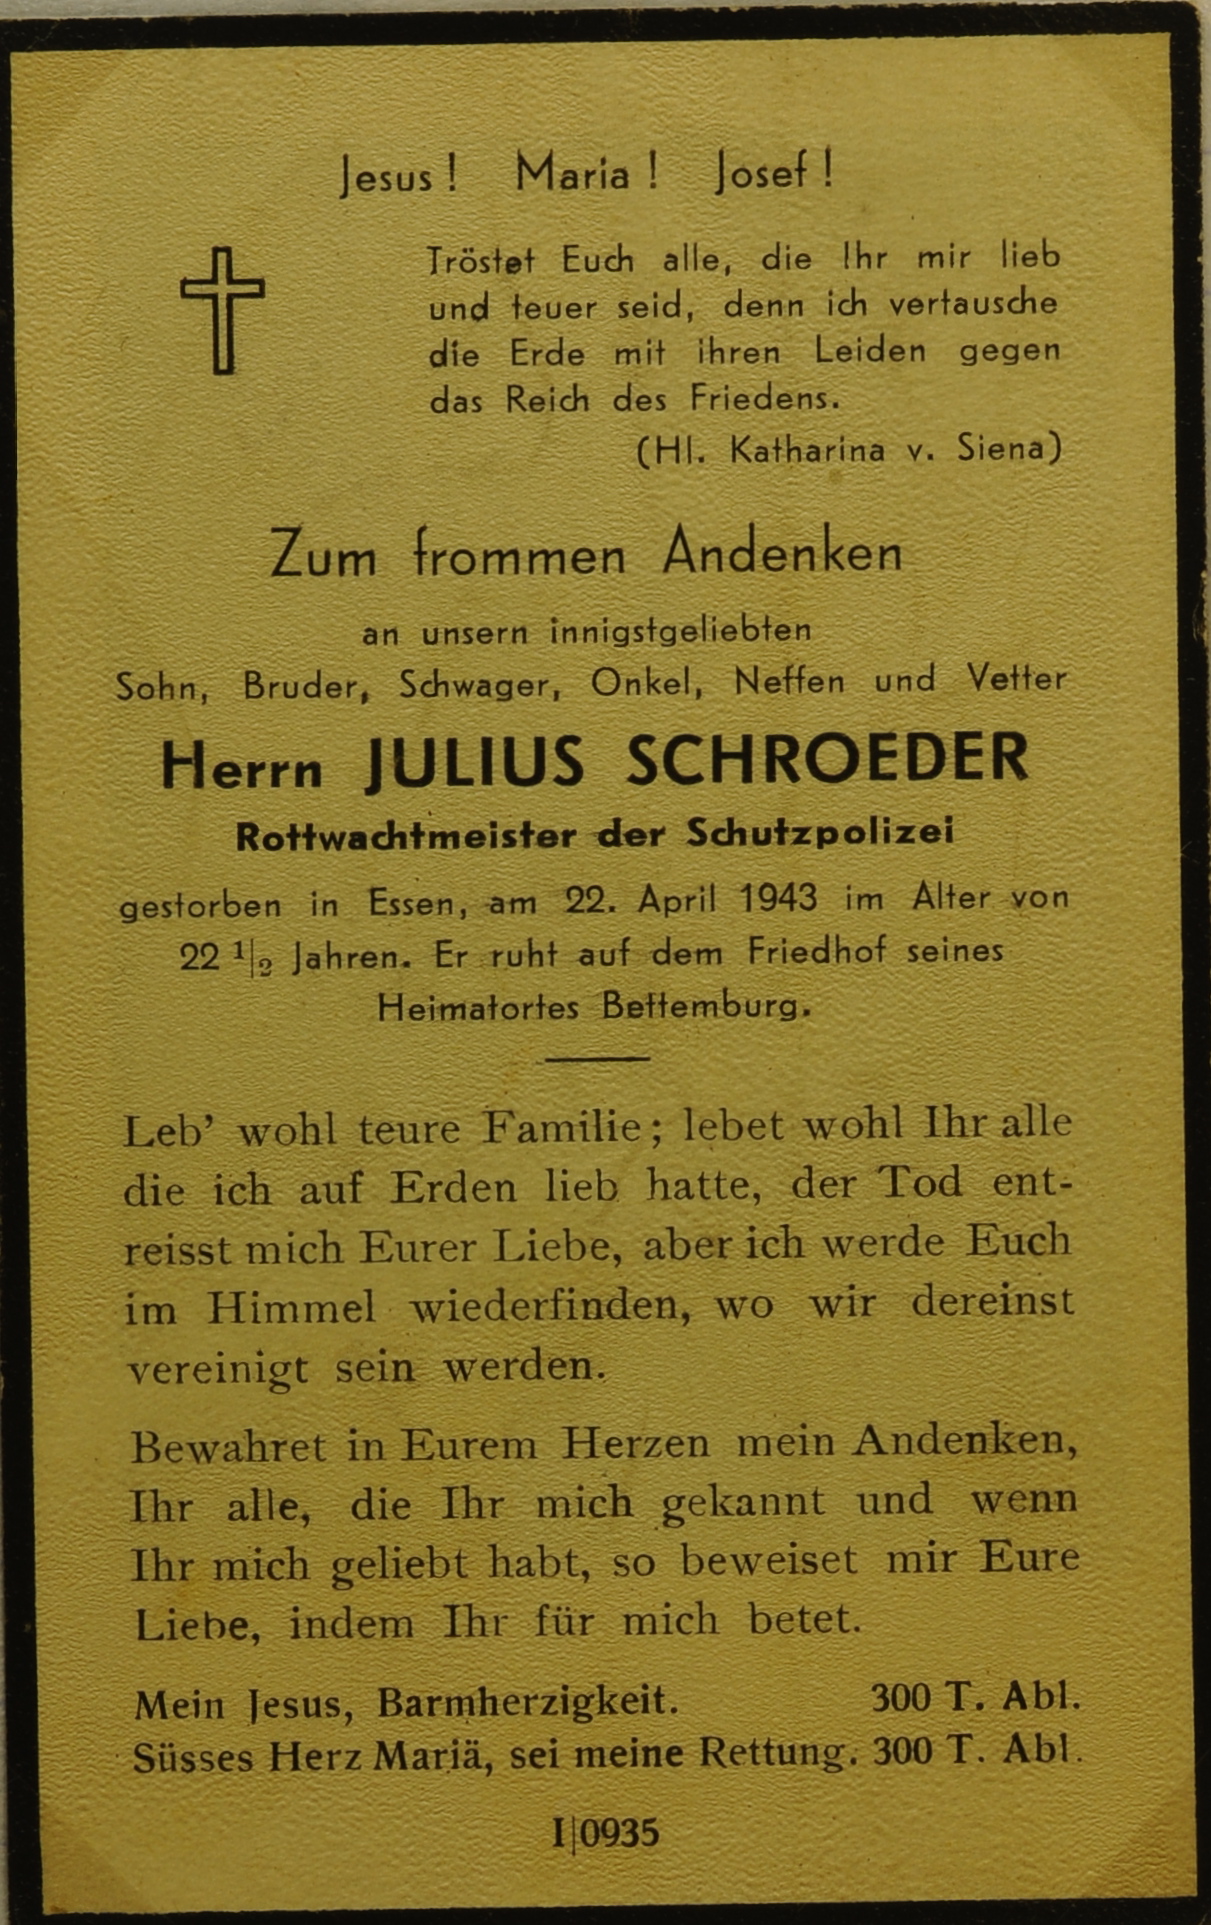 Jesus ! Maria ! Josef !
Tröstet Euch alle, die Ihr mir lieb
und teuer seid, denn ich vertausche
die Erde mit ihren Leiden gegen
das Reich des Friedens.
(Hl. Katharina v. Siena)
Zum frommen Andenken
an unsern innigstgeliebten
Sohn, Bruder, Schwager, Onkel, Neffen und Vetter
Herrn JULIUS SCHROEDER
Rottwachtmeister der Schutzpolizei
gestorben in Essen, am 22. April 1943 im Alter von
22 1/2 Jahren. Er ruht auf dem Friedhof seines
Heimatortes Bettemburg.
Leb' wohl teure Familie; lebet wohl Ihr alle
die ich auf Erden lieb hatte, der Tod ent-
reisst mich Eurer Liebe, aber ich werde Euch
im Himmel wiederfinden, wo wir dereinst
vereinigt sein werden.
Bewahret in Eurem Herzen mein Andenken,
Ihr alle, die Ihr mich gekannt und wenn
Ihr mich geliebt habt, so beweiset mir Eure
Liebe, indem Ihr für mich betet.
Mein Jesus, Barmherzigkeit. 300 T. Abl.
Süsses Herz Mariä, sei meine Rettung. 300 T. Abl.
I|0935